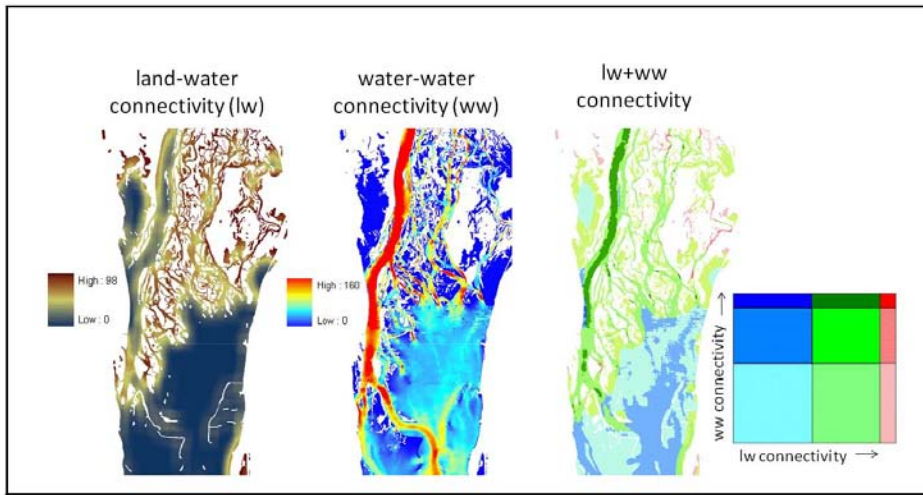 land-water
connectivity (lw)
water-water
connectivity (ww)
lw+ww
connectivity
High : 98
Low : 0
High : 160
Low : 0
ww connectivity
lw connectivity